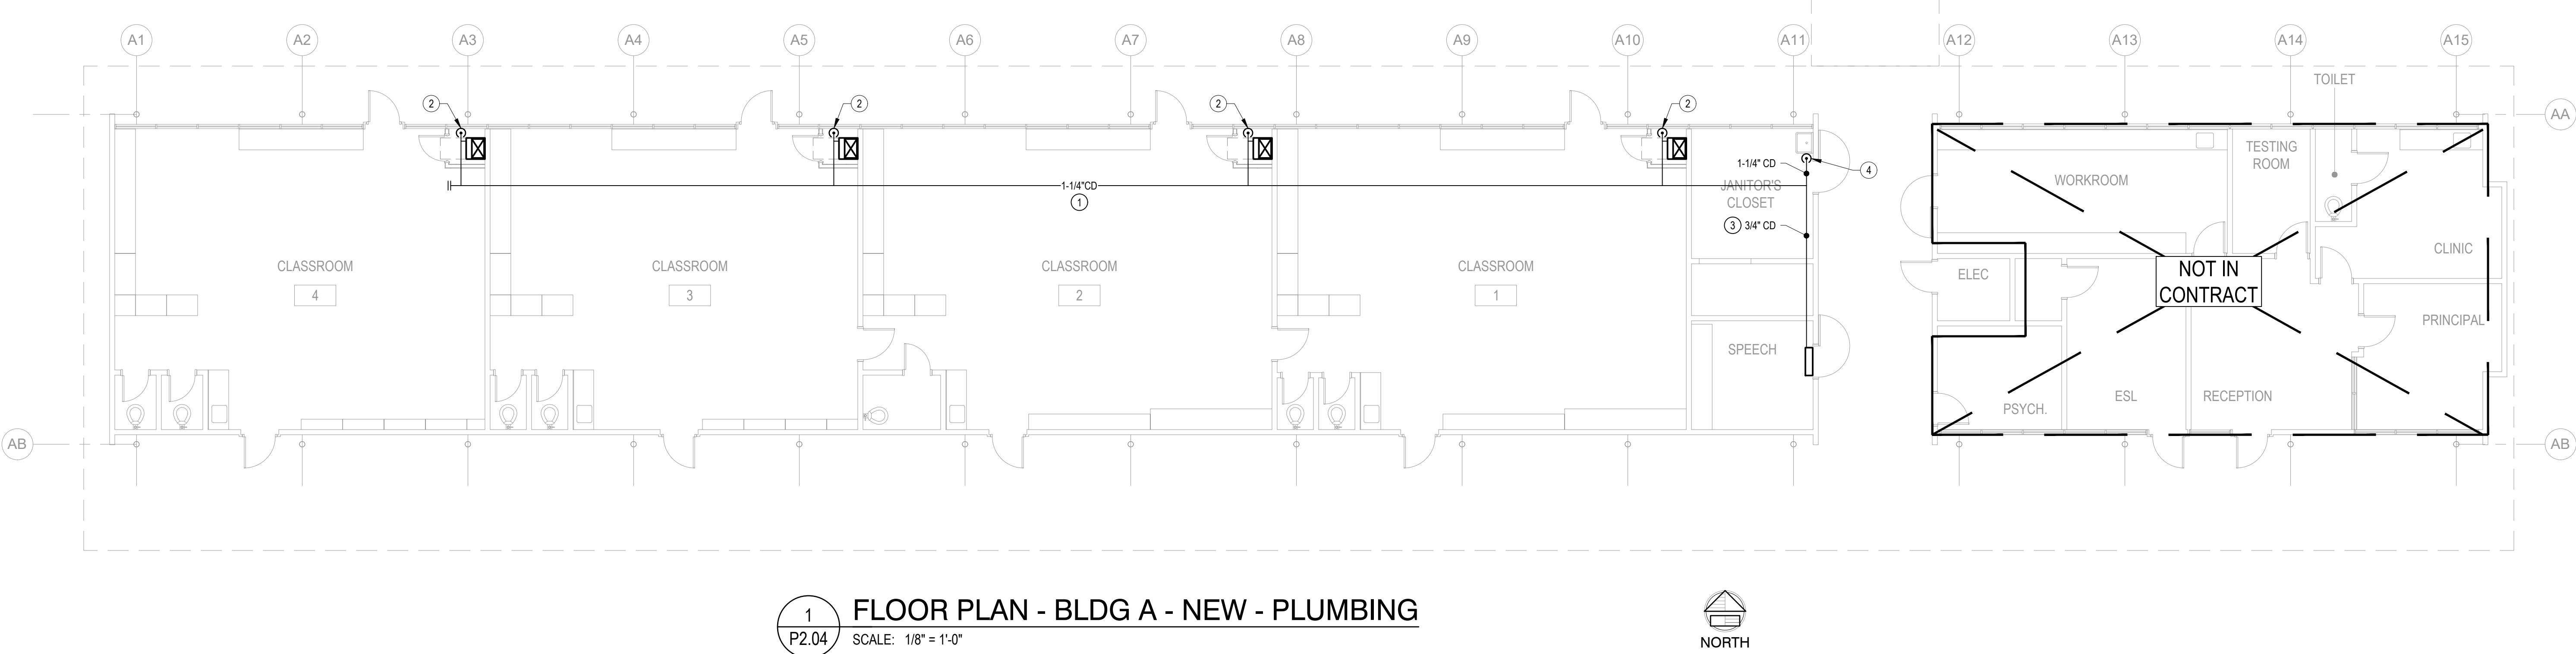 A1 A2 A3 A4 A5 A6 A7 A8 A9 A10 A11 A12 A13 A14 A15
TOILET
2 2 2 2
AA
1-1/4" CD
4
TESTING
ROOM
WORKROOM
1-1/4"CD
1
JANITOR'S
CLOSET
3 3/4" CD
CLINIC
CLASSROOM CLASSROOM CLASSROOM CLASSROOM
4 3 2 1
ELEC
NOT IN
CONTRACT
PRINCIPAL
SPEECH
PSYCH.
ESL
RECEPTION
AB AB
1
P2.04
FLOOR PLAN - BLDG A - NEW - PLUMBING
SCALE: 1/8" = 1'-0"
NORTH